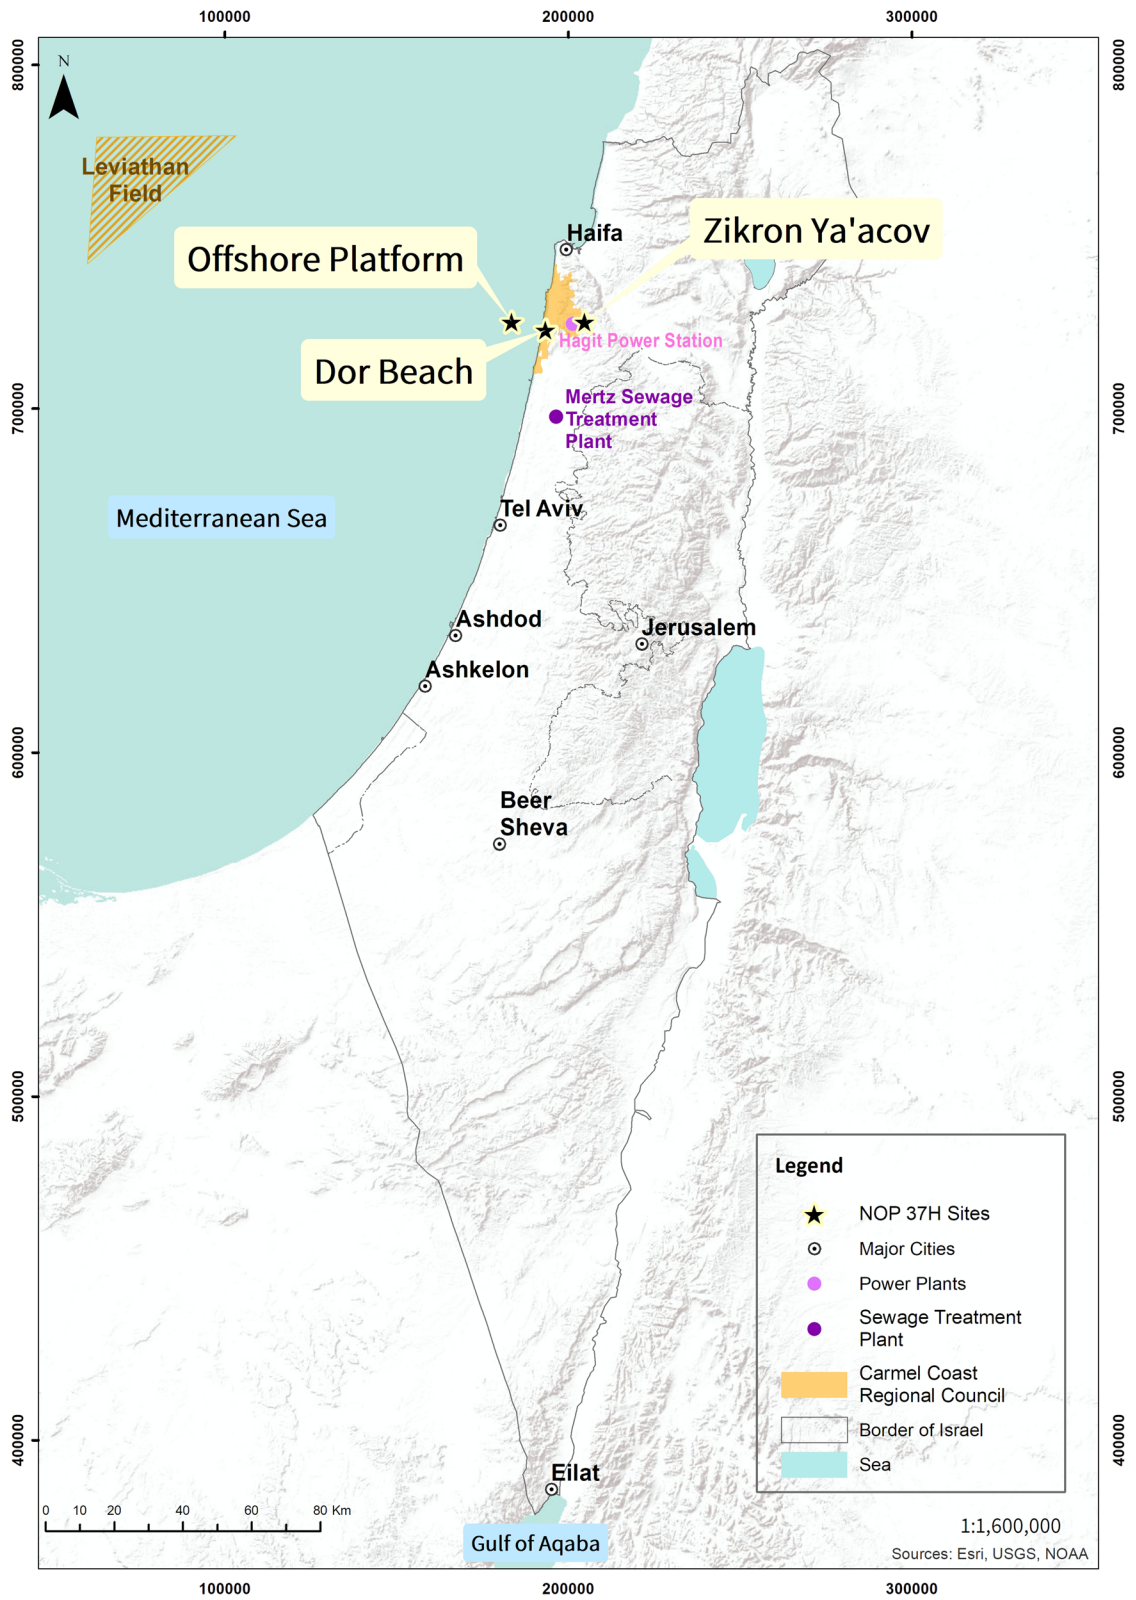 100000
200000
300000
800000
800000
N
Leviathan
Field
Zikron Ya'acov
Haifa
Offshore Platform
Hagit Power Station
Dor Beach
700000
700000
Mertz Sewage
Treatment
Plant
Tel Aviv
Mediterranean Sea
Ashdod
Jerusalem
Ashkelon
600000
600000
Beer
Sheva
500000
500000
Legend
NOP 37H Sites
Major Cities
Power Plants
Sewage Treatment
Plant
Carmel Coast
Regional Council
Border of Israel
Sea
400000
400000
Eilat
0 10 20 40 60 80 Km
Gulf of Aqaba
1:1,600,000
Sources: Esri, USGS, NOAA
100000
200000
300000